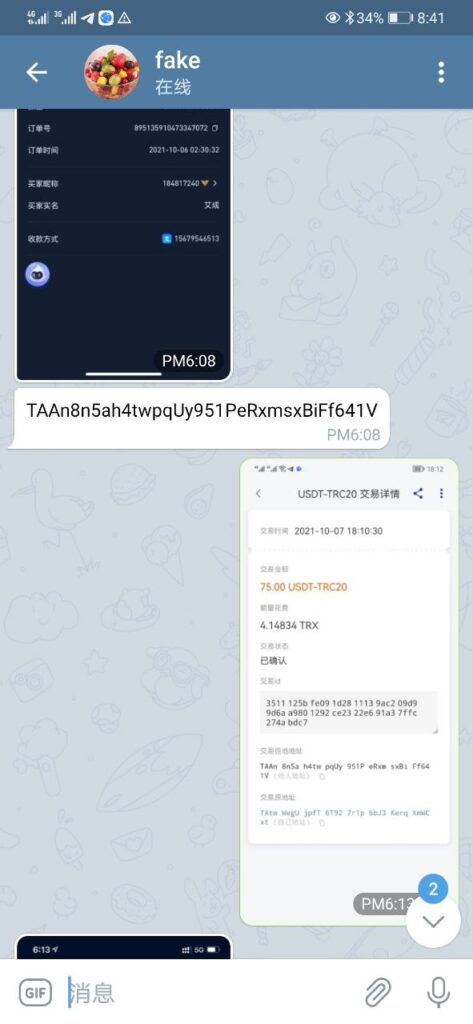 4G 3G 34% 8:41
fake
在线
订单号 895135910473347072
订单时间 2021-10-06 02:30:32
买家昵称 184817240
买家实名 艾成
收款方式 15679546513
PM6:08
TAAn8n5ah4twpqUy951PeRxmsxBiFf641V
PM6:08
18:12
USDT-TRC20 交易详情
交易时间 2021-10-07 18:10:30
交易金额
75.00 USDT-TRC20
能量花费
4.14834 TRX
交易状态
已确认
交易id
3511 125b fe09 1d28 1113 9ac2 09d9
9d6a a980 1292 ce23 22e6 91a3 7ffc
274a bdc7
交易目地地址
TAAn 8n5a h4tw pqUy 951P eRxm sxBi Ff64
1V (他人地址)
交易原地址
TAtw WegU jpfT 6T92 7r1p 6bJ3 Kerq XmWC
xt (自己地址)
PM6:13
2
6:13 5G
GIF 消息